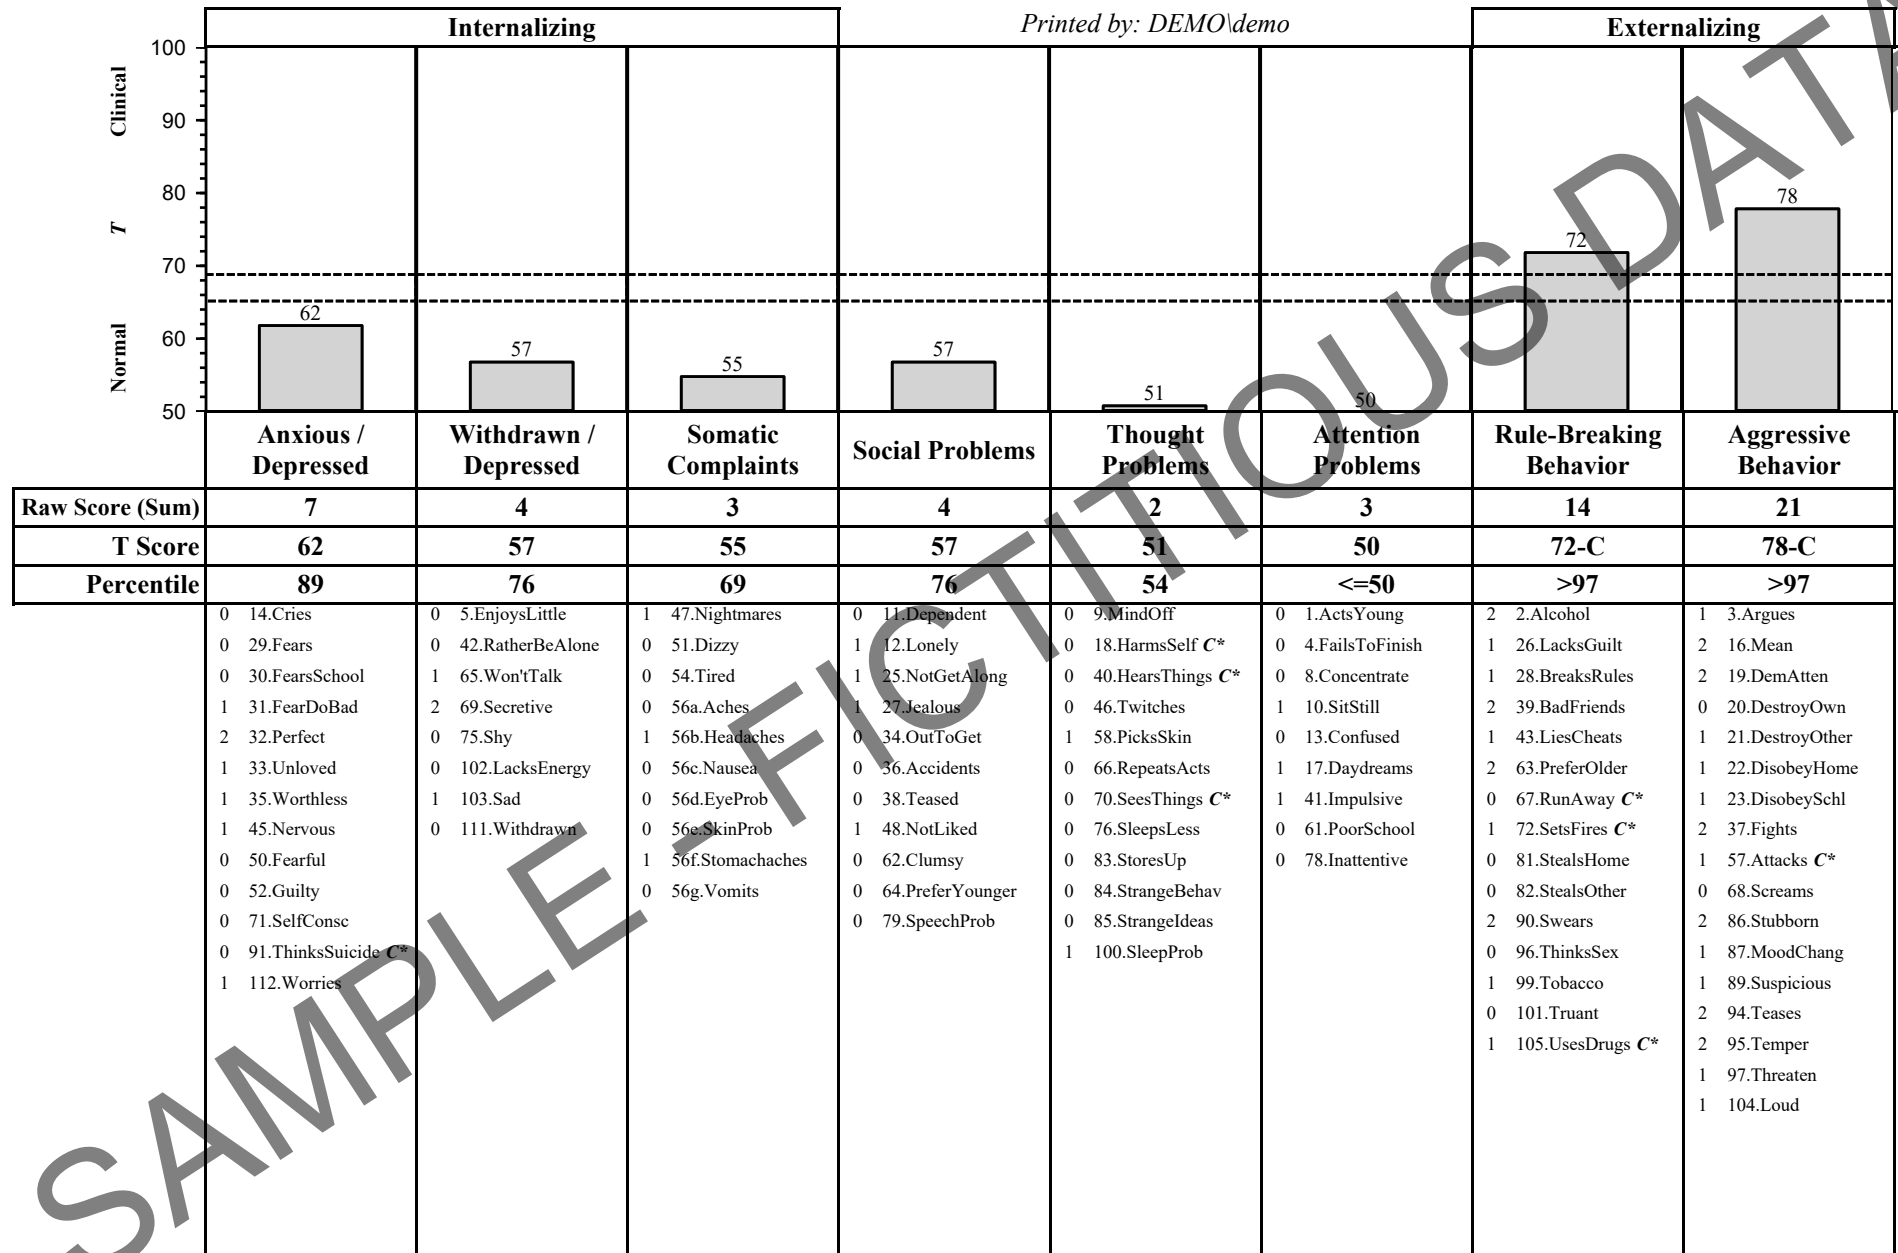 Internalizing
Printed by: DEMO\demo
Externalizing
100
90
80
70
60
50
Clinical
T
Normal
62
57
55
57
51
50
72
78
Anxious / Depressed
Withdrawn / Depressed
Somatic Complaints
Social Problems
Thought Problems
Attention Problems
Rule-Breaking Behavior
Aggressive Behavior
Raw Score (Sum) 7 4 3 4 2 3 14 21
T Score 62 57 55 57 51 50 72-C 78-C
Percentile 89 76 69 76 54 <=50 >97 >97
0 14.Cries
0 29.Fears
0 30.FearsSchool
1 31.FearDoBad
2 32.Perfect
1 33.Unloved
1 35.Worthless
1 45.Nervous
0 50.Fearful
0 52.Guilty
0 71.SelfConsc
0 91.ThinksSuicide C*
1 112.Worries
0 5.EnjoysLittle
0 42.RatherBeAlone
1 65.Won'tTalk
2 69.Secretive
0 75.Shy
0 102.LacksEnergy
1 103.Sad
0 111.Withdrawn
1 47.Nightmares
0 51.Dizzy
0 54.Tired
0 56a.Aches
1 56b.Headaches
0 56c.Nausea
0 56d.EyeProb
0 56e.SkinProb
1 56f.Stomachaches
0 56g.Vomits
0 11.Dependent
1 12.Lonely
1 25.NotGetAlong
1 27.Jealous
0 34.OutToGet
0 36.Accidents
0 38.Teased
1 48.NotLiked
0 62.Clumsy
0 64.PreferYounger
0 79.SpeechProb
0 9.MindOff
0 18.HarmsSelf C*
0 40.HearsThings C*
0 46.Twitches
1 58.PicksSkin
0 66.RepeatsActs
0 70.SeesThings C*
0 76.SleepsLess
0 83.StoresUp
0 84.StrangeBehav
0 85.StrangeIdeas
1 100.SleepProb
0 1.ActsYoung
0 4.FailsToFinish
0 8.Concentrate
1 10.SitStill
0 13.Confused
1 17.Daydreams
1 41.Impulsive
0 61.PoorSchool
0 78.Inattentive
2 2.Alcohol
1 26.LacksGuilt
1 28.BreaksRules
2 39.BadFriends
1 43.LiesCheats
2 63.PreferOlder
0 67.RunAway C*
1 72.SetsFires C*
0 81.StealsHome
0 82.StealsOther
2 90.Swears
0 96.ThinksSex
1 99.Tobacco
0 101.Truant
1 105.UsesDrugs C*
1 3.Argues
2 16.Mean
2 19.DemAtten
0 20.DestroyOwn
1 21.DestroyOther
1 22.DisobeyHome
1 23.DisobeySchl
2 37.Fights
1 57.Attacks C*
0 68.Screams
2 86.Stubborn
1 87.MoodChang
1 89.Suspicious
2 94.Teases
2 95.Temper
1 97.Threaten
1 104.Loud
SAMPLE - FICTITIOUS DATA